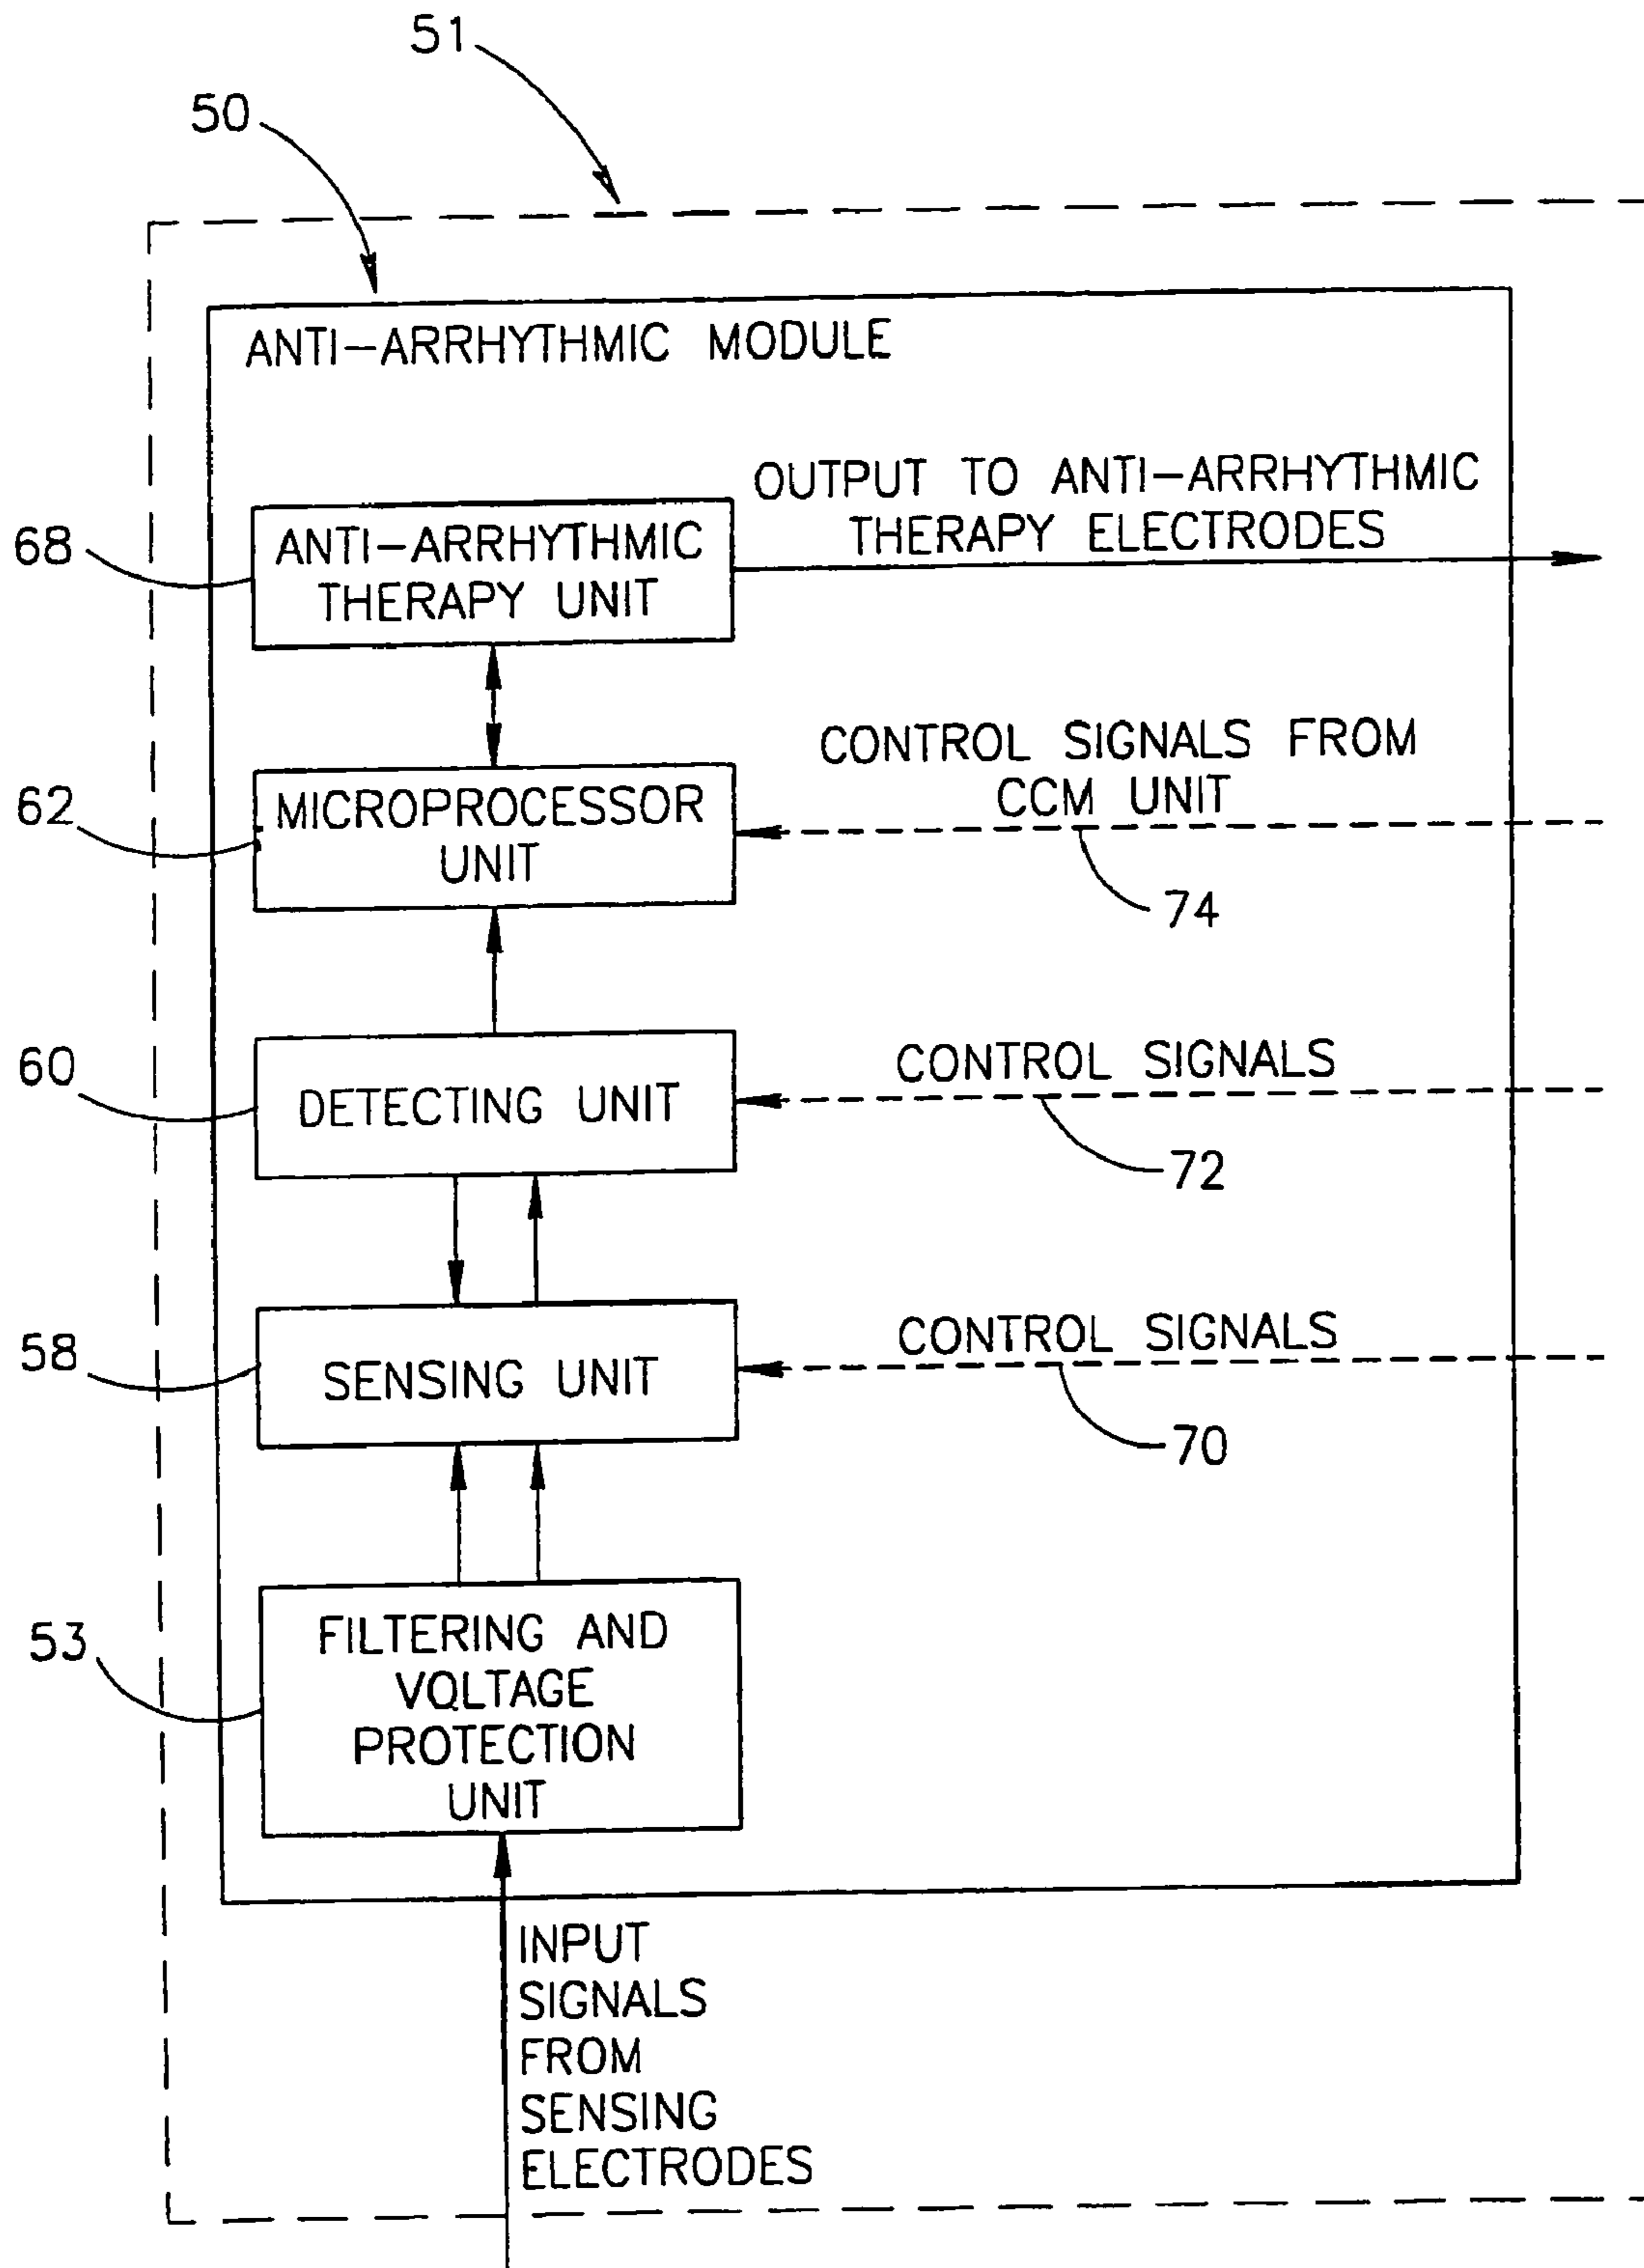 51
50
ANTI-ARRHYTHMIC MODULE
OUTPUT TO ANTI-ARRHYTHMIC
THERAPY ELECTRODES
68
ANTI-ARRHYTHMIC
THERAPY UNIT
CONTROL SIGNALS FROM
CCM UNIT
62
MICROPROCESSOR
UNIT
74
60
DETECTING UNIT
CONTROL SIGNALS
72
58
SENSING UNIT
CONTROL SIGNALS
70
53
FILTERING AND
VOLTAGE
PROTECTION
UNIT
INPUT
SIGNALS
FROM
SENSING
ELECTRODES